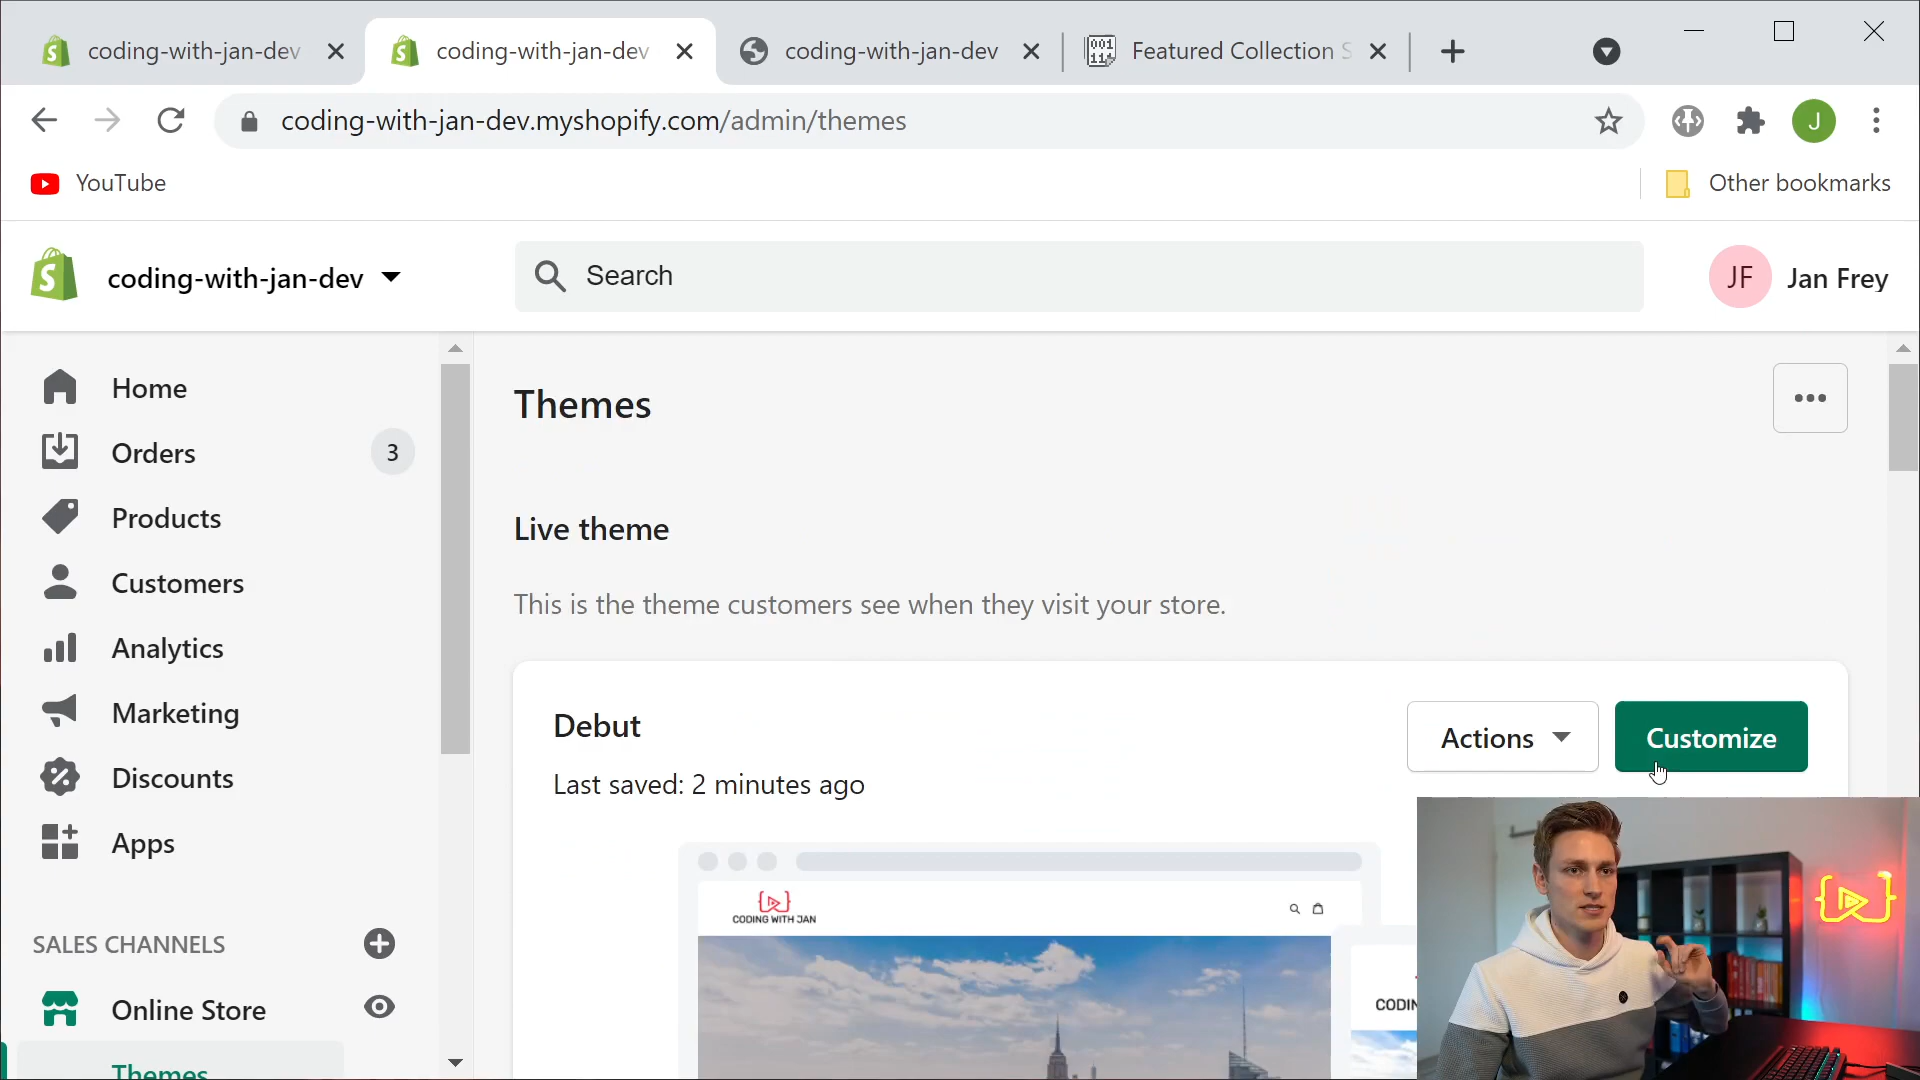 coding-with-jan-dev
coding-with-jan-dev
coding-with-jan-dev
Featured Collection S
coding-with-jan-dev.myshopify.com/admin/themes
J
YouTube
Other bookmarks
coding-with-jan-dev
Search
JF
Jan Frey
Home
Orders
3
Products
Customers
Analytics
Marketing
Discounts
Apps
SALES CHANNELS
Online Store
Themes
Themes
Live theme
This is the theme customers see when they visit your store.
Debut
Last saved: 2 minutes ago
Actions
Customize
CODING WITH JAN